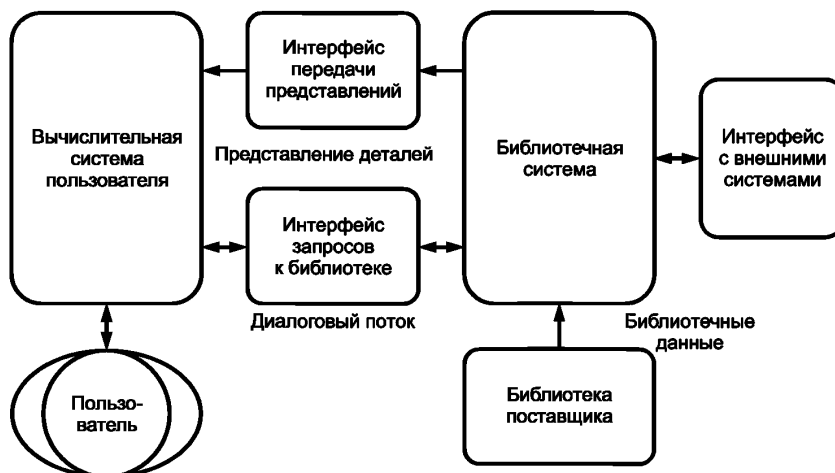 Интерфейс
передачи
представлений
Вычислительная
система
пользователя
Представление деталей
Библиотечная
система
Интерфейс
с внешними
системами
Интерфейс
запросов
к библиотеке
Диалоговый поток
Библиотечные
данные
Пользо-
ватель
Библиотека
поставщика